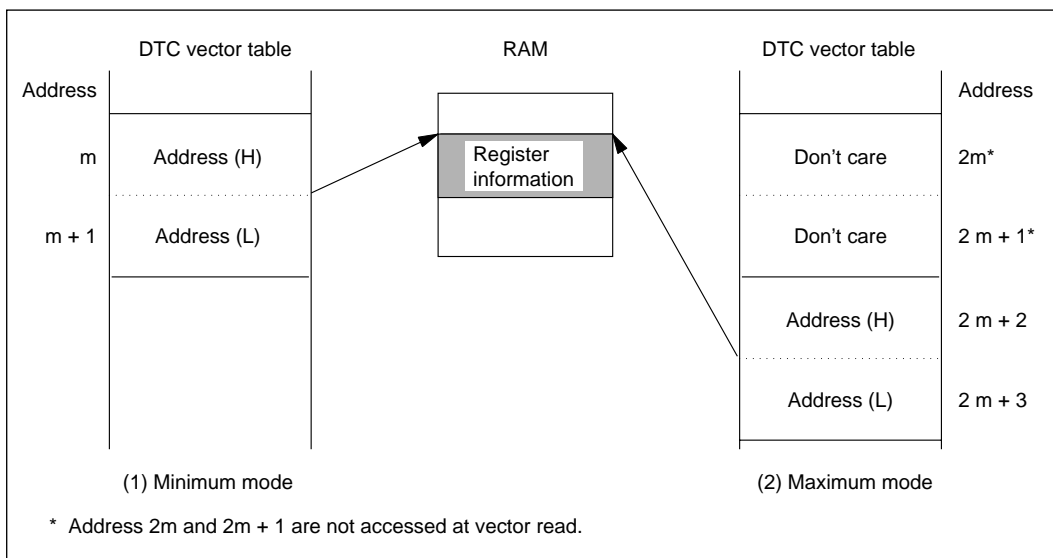 DTC vector table
RAM
DTC vector table
Address
Address
m
Address (H)
Register
information
Don't care
2m*
m + 1
Address (L)
Don't care
2 m + 1*
Address (H)
2 m + 2
Address (L)
2 m + 3
(1) Minimum mode
(2) Maximum mode
* Address 2m and 2m + 1 are not accessed at vector read.